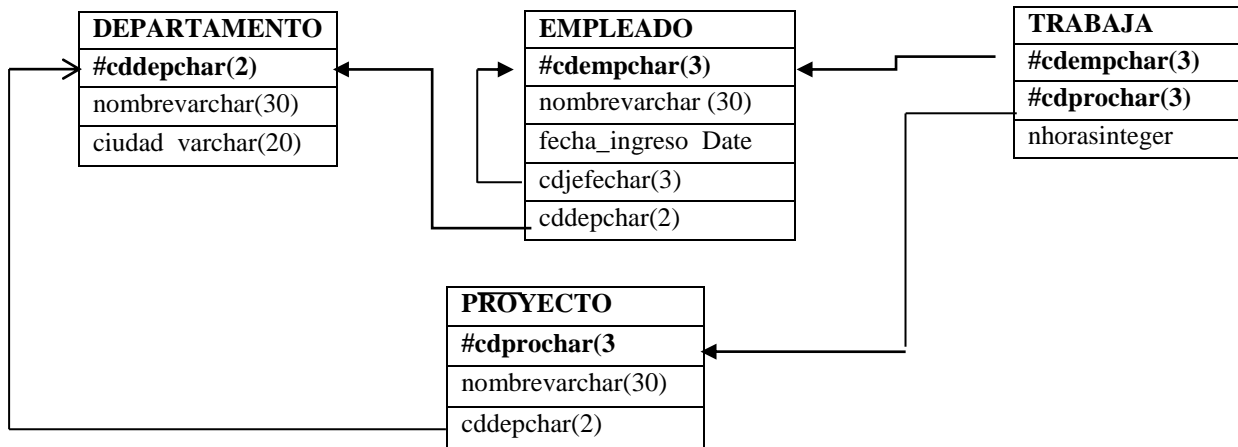 DEPARTAMENTO
#cddepchar(2)
nombrevarchar(30)
ciudad varchar(20)
EMPLEADO
#cdempchar(3)
nombrevarchar (30)
fecha_ingreso Date
cdjefechar(3)
cddepchar(2)
TRABAJA
#cdempchar(3)
#cdprochar(3)
nhorasinteger
PROYECTO
#cdprochar(3
nombrevarchar(30)
cddepchar(2)